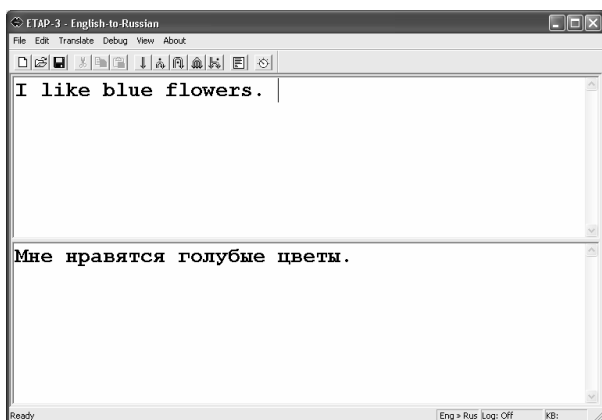 ETAP-3 - English-to-Russian
File Edit Translate Debug View About
I like blue flowers.
Мне нравятся голубые цветы.
Ready Eng > Rus Log: Off KB: